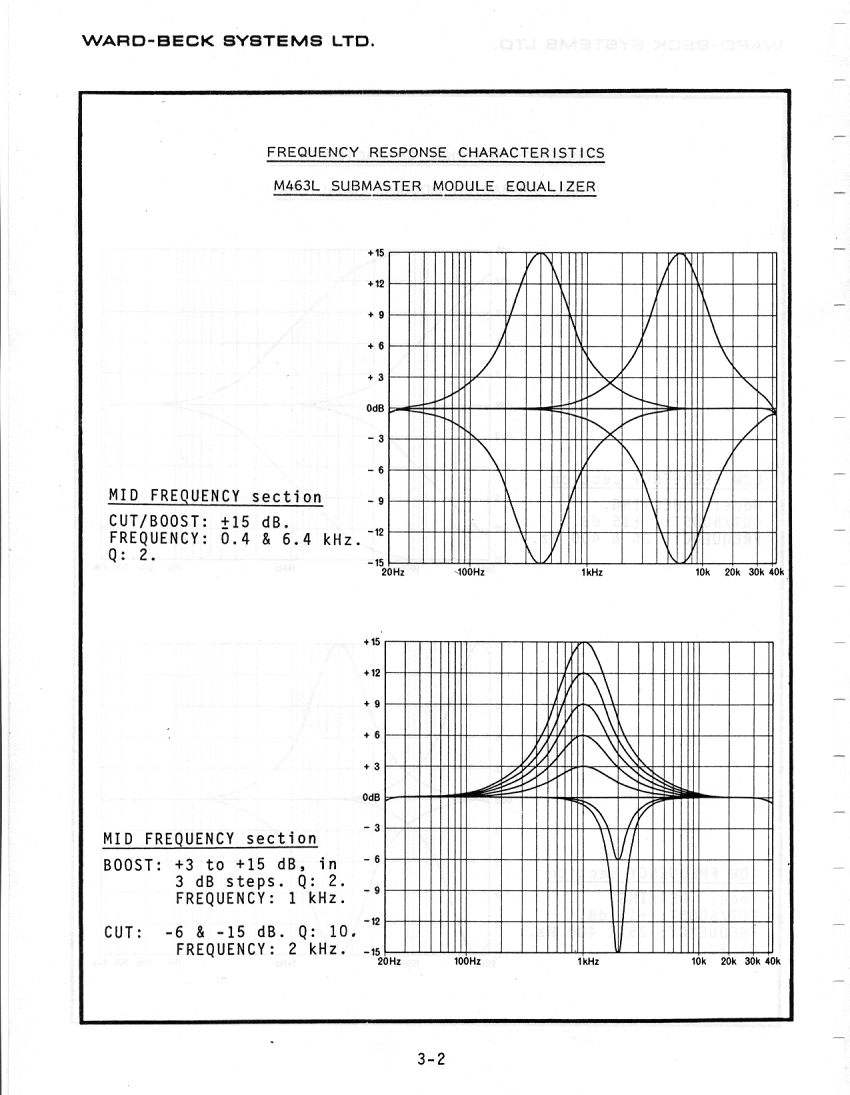 WARD-BECK SYSTEMS LTD.
FREQUENCY RESPONSE CHARACTERISTICS
M463L SUBMASTER MODULE EQUALIZER
+15
+12
+ 9
+ 6
+ 3
0dB
- 3
- 6
- 9
-12
-15
20Hz 100Hz 1kHz 10k 20k 30k 40k
MID FREQUENCY section
CUT/BOOST: ±15 dB.
FREQUENCY: 0.4 & 6.4 kHz.
Q: 2.
+15
+12
+ 9
+ 6
+ 3
0dB
- 3
- 6
- 9
-12
-15
20Hz 100Hz 1kHz 10k 20k 30k 40k
MID FREQUENCY section
BOOST: +3 to +15 dB, in
3 dB steps. Q: 2.
FREQUENCY: 1 kHz.
CUT: -6 & -15 dB. Q: 10.
FREQUENCY: 2 kHz.
3-2